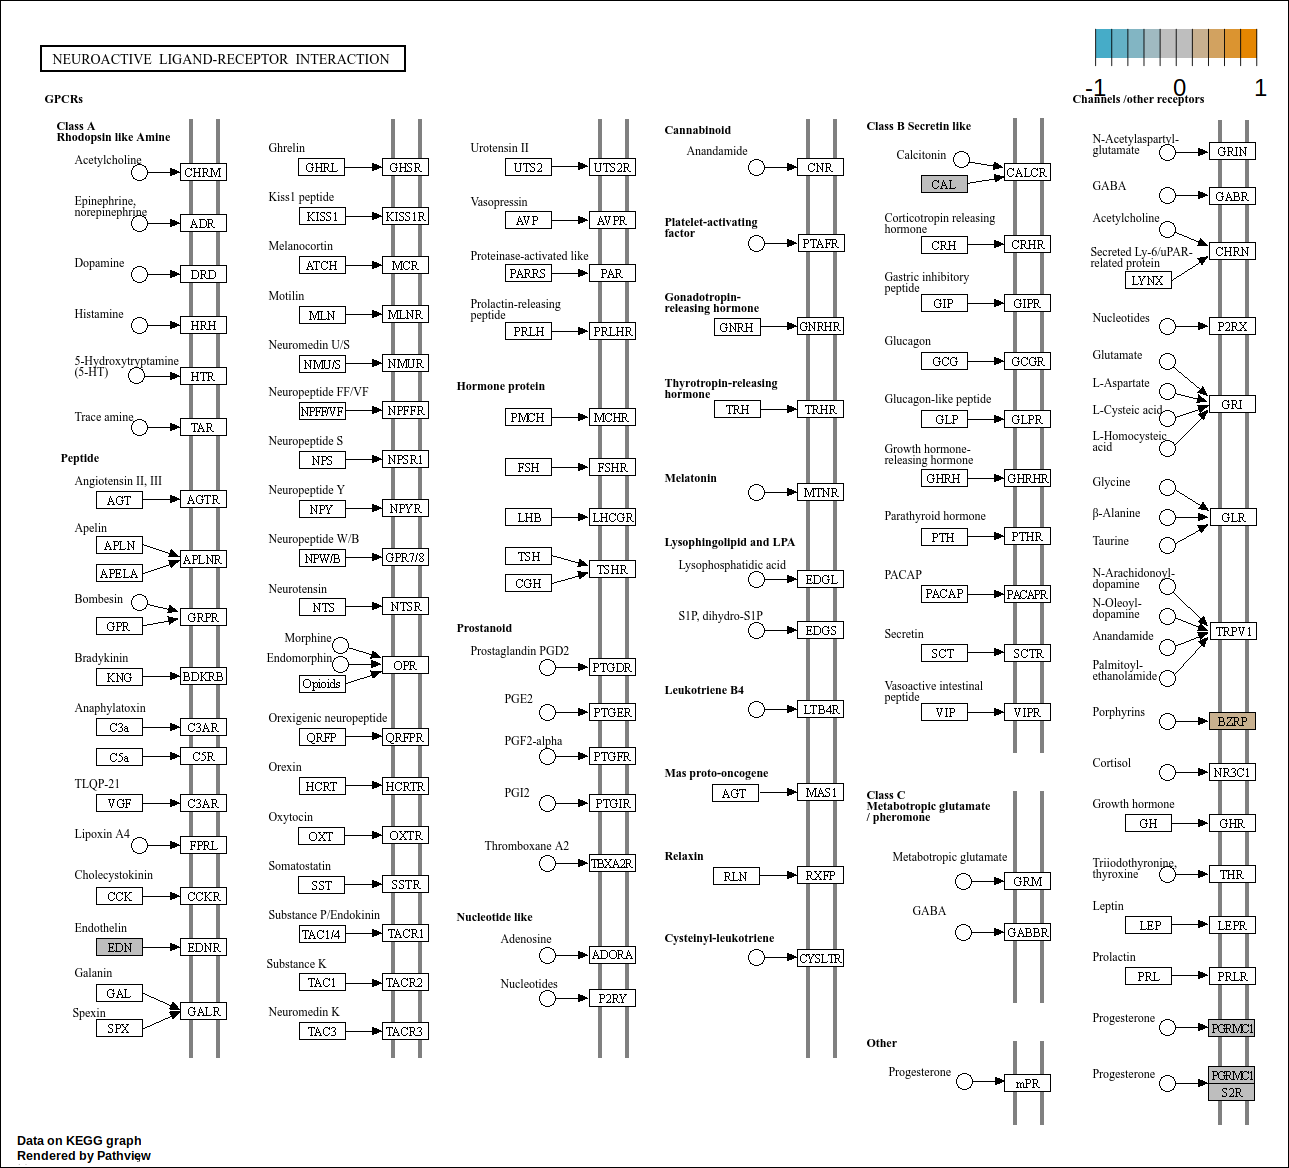 NEUROACTIVE LIGAND-RECEPTOR INTERACTION
-1 0 1
GPCRs
Class A
Rhodopsin like Amine
Acetylcholine
CHRM
Epinephrine,
norepinephrine
ADR
Dopamine
DRD
Histamine
HRH
5-Hydroxytryptamine
(5-HT)
HTR
Trace amine
TAR
Peptide
Angiotensin II, III
AGT AGTR
Apelin
APLN
APLNR
APELA
Bombesin
GRPR
GPR
Bradykinin
KNG BDKRB
Anaphylatoxin
C3a C3AR
C5a C5R
TLQP-21
VGF C3AR
Lipoxin A4
FPRL
Cholecystokinin
CCK CCKR
Endothelin
EDN EDNR
Galanin
GAL
GALR
Spexin
SPX
Ghrelin
GHRL GHSR
Kiss1 peptide
KISS1 KISS1R
Melanocortin
ATCH MCR
Motilin
MLN MLNR
Neuromedin U/S
NMU/S NMUR
Neuropeptide FF/VF
NPFF/VF NPFFR
Neuropeptide S
NPS NPSR1
Neuropeptide Y
NPY NPYR
Neuropeptide W/B
NPW/B GPR7/8
Neurotensin
NTS NTSR
Morphine
Endomorphin
OPR
Opioids
Orexigenic neuropeptide
QRFP QRFPR
Orexin
HCRT HCRTR
Oxytocin
OXT OXTR
Somatostatin
SST SSTR
Substance P/Endokinin
TAC1/4 TACR1
Substance K
TAC1 TACR2
Neuromedin K
TAC3 TACR3
Urotensin II
UTS2 UTS2R
Vasopressin
AVP AVPR
Proteinase-activated like
PARRS PAR
Prolactin-releasing
peptide
PRLH PRLHR
Hormone protein
PMCH MCHR
FSH FSHR
LHB LHCGR
TSH
TSHR
CGH
Prostanoid
Prostaglandin PGD2
PTGDR
PGE2
PTGER
PGF2-alpha
PTGFR
PGI2
PTGIR
Thromboxane A2
TBXA2R
Nucleotide like
Adenosine
ADORA
Nucleotides
P2RY
Cannabinoid
Anandamide
CNR
Platelet-activating
factor
PTAFR
Gonadotropin-
releasing hormone
GNRH GNRHR
Thyrotropin-releasing
hormone
TRH TRHR
Melatonin
MTNR
Lysophingolipid and LPA
Lysophosphatidic acid
EDGL
S1P, dihydro-S1P
EDGS
Leukotriene B4
LTB4R
Mas proto-oncogene
AGT MAS1
Relaxin
RLN RXFP
Cysteinyl-leukotriene
CYSLTR
Class B Secretin like
Calcitonin
CALCR
CAL
Corticotropin releasing
hormone
CRH CRHR
Gastric inhibitory
peptide
GIP GIPR
Glucagon
GCG GCGR
Glucagon-like peptide
GLP GLPR
Growth hormone-
releasing hormone
GHRH GHRHR
Parathyroid hormone
PTH PTHR
PACAP
PACAP PACAPR
Secretin
SCT SCTR
Vasoactive intestinal
peptide
VIP VIPR
Class C
Metabotropic glutamate
/ pheromone
Metabotropic glutamate
GRM
GABA
GABBR
Other
Progesterone
mPR
Channels /other receptors
N-Acetylaspartyl-
glutamate
GRIN
GABA
GABR
Acetylcholine
CHRN
Secreted Ly-6/uPAR-
related protein
LYNX
Nucleotides
P2RX
Glutamate
L-Aspartate
GRI
L-Cysteic acid
L-Homocysteic
acid
Glycine
β-Alanine
GLR
Taurine
N-Arachidonoyl-
dopamine
N-Oleoyl-
dopamine
TRPV1
Anandamide
Palmitoyl-
ethanolamide
Porphyrins
BZRP
Cortisol
NR3C1
Growth hormone
GH GHR
Triiodothyronine,
thyroxine
THR
Leptin
LEP LEPR
Prolactin
PRL PRLR
Progesterone
PGRMC1
Progesterone
PGRMC1
S2R
Data on KEGG graph
Rendered by Pathview